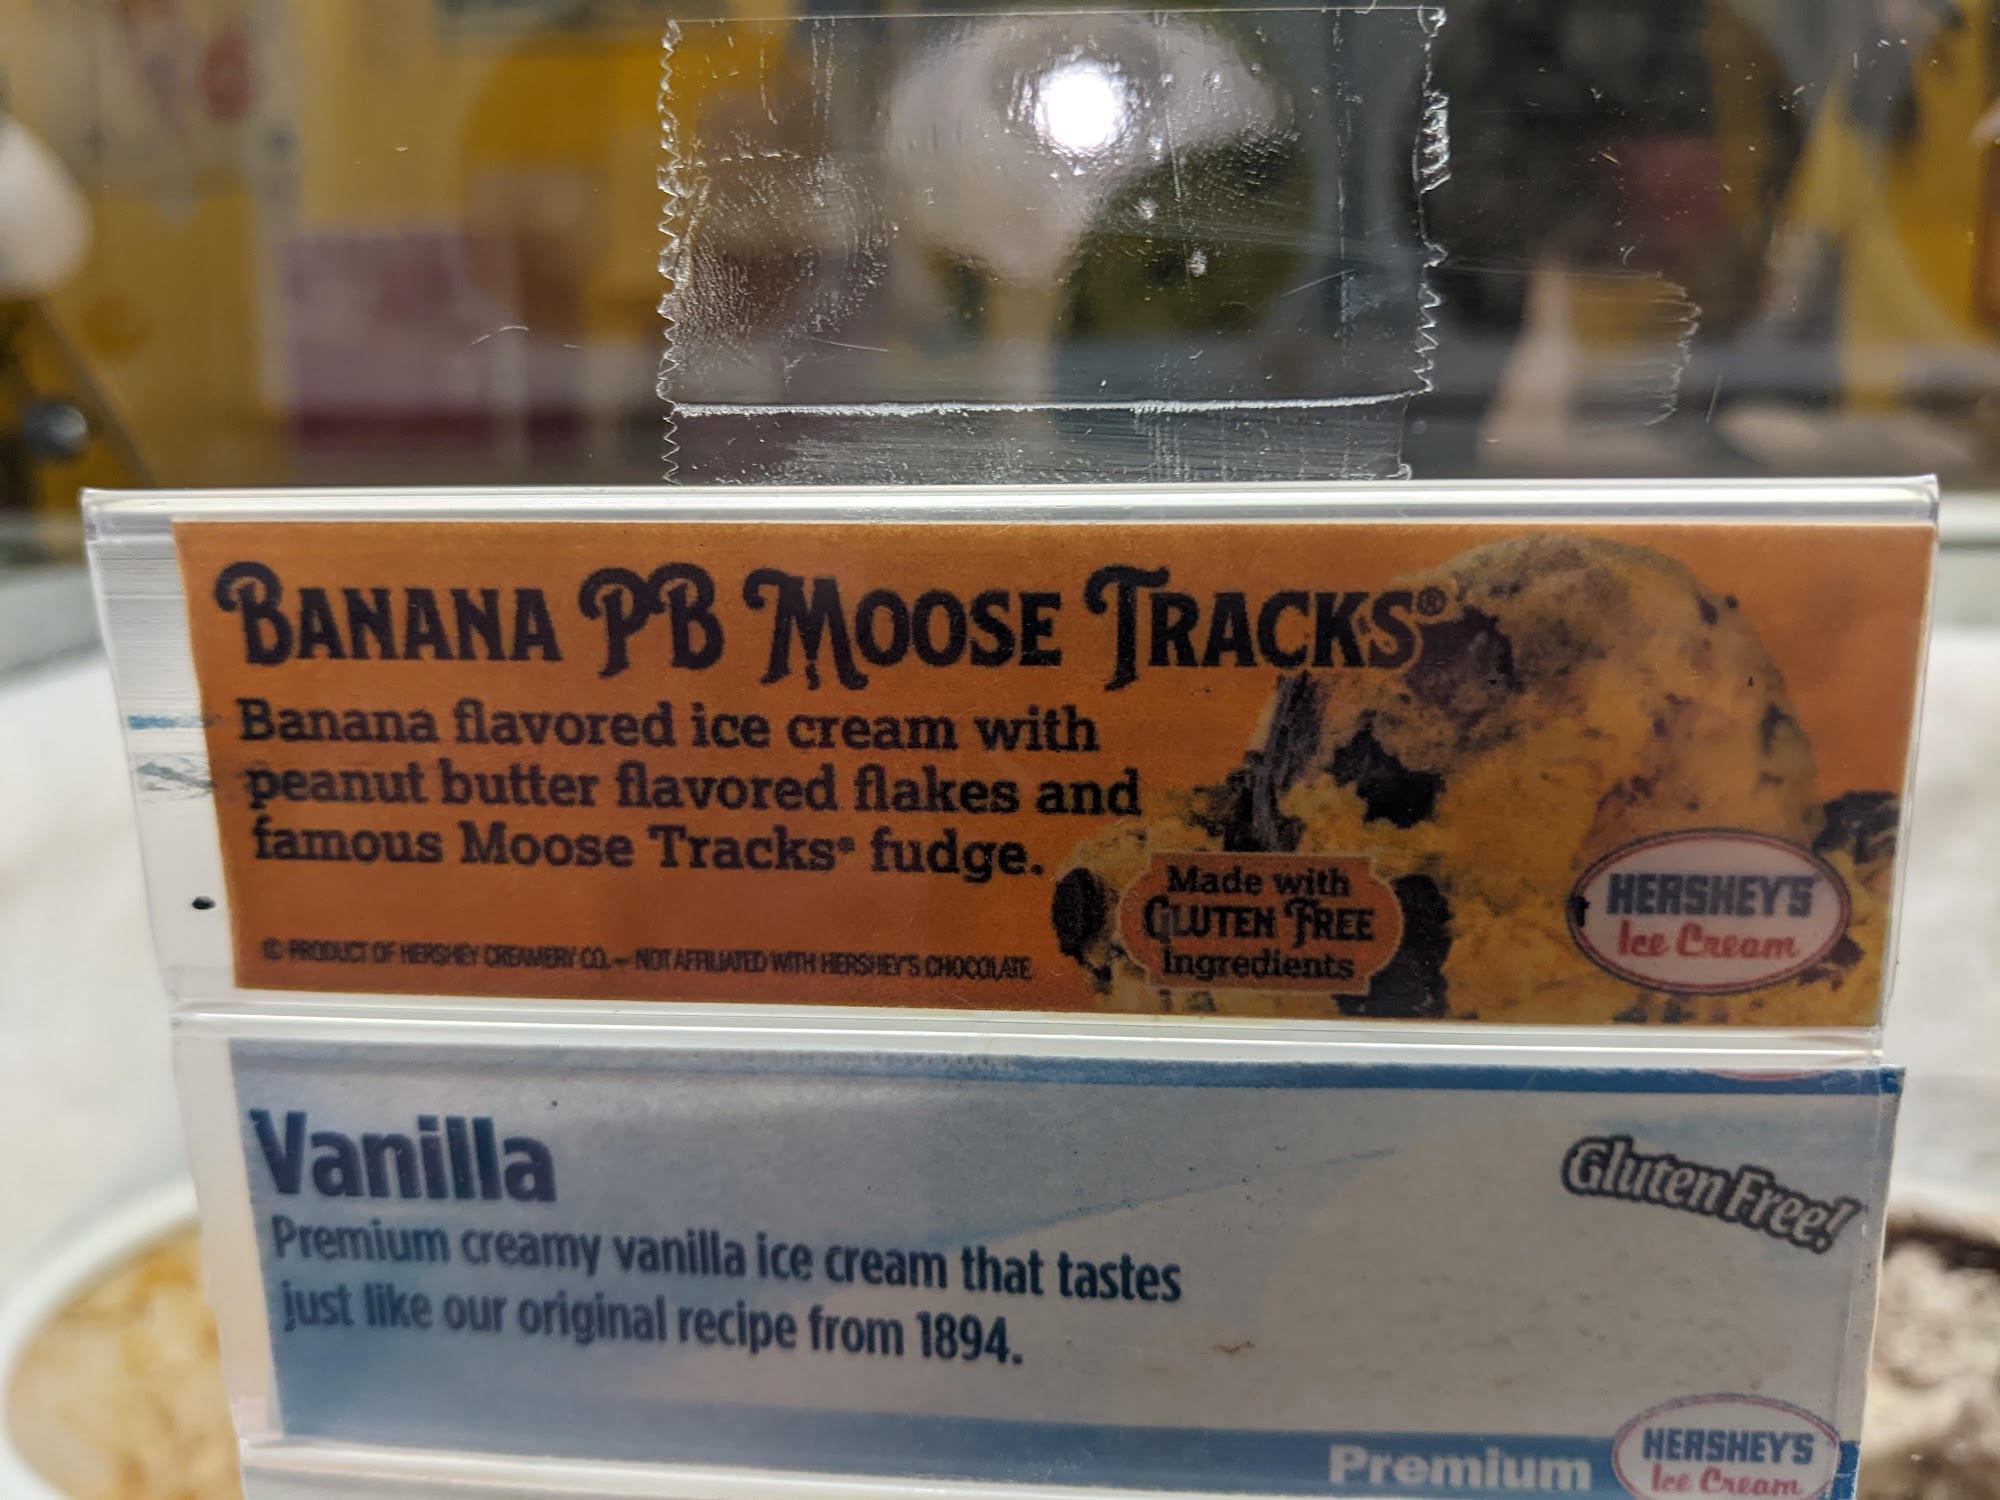 BANANA PB MOOSE TRACKS®
Banana flavored ice cream with
peanut butter flavored flakes and
famous Moose Tracks® fudge.
Made with
GLUTEN FREE
Ingredients
HERSHEY'S
Ice Cream
© PRODUCT OF HERSHEY CREAMERY CO. – NOT AFFILIATED WITH HERSHEY'S CHOCOLATE
Vanilla
Gluten Free!
Premium creamy vanilla ice cream that tastes
just like our original recipe from 1894.
Premium
HERSHEY'S
Ice Cream